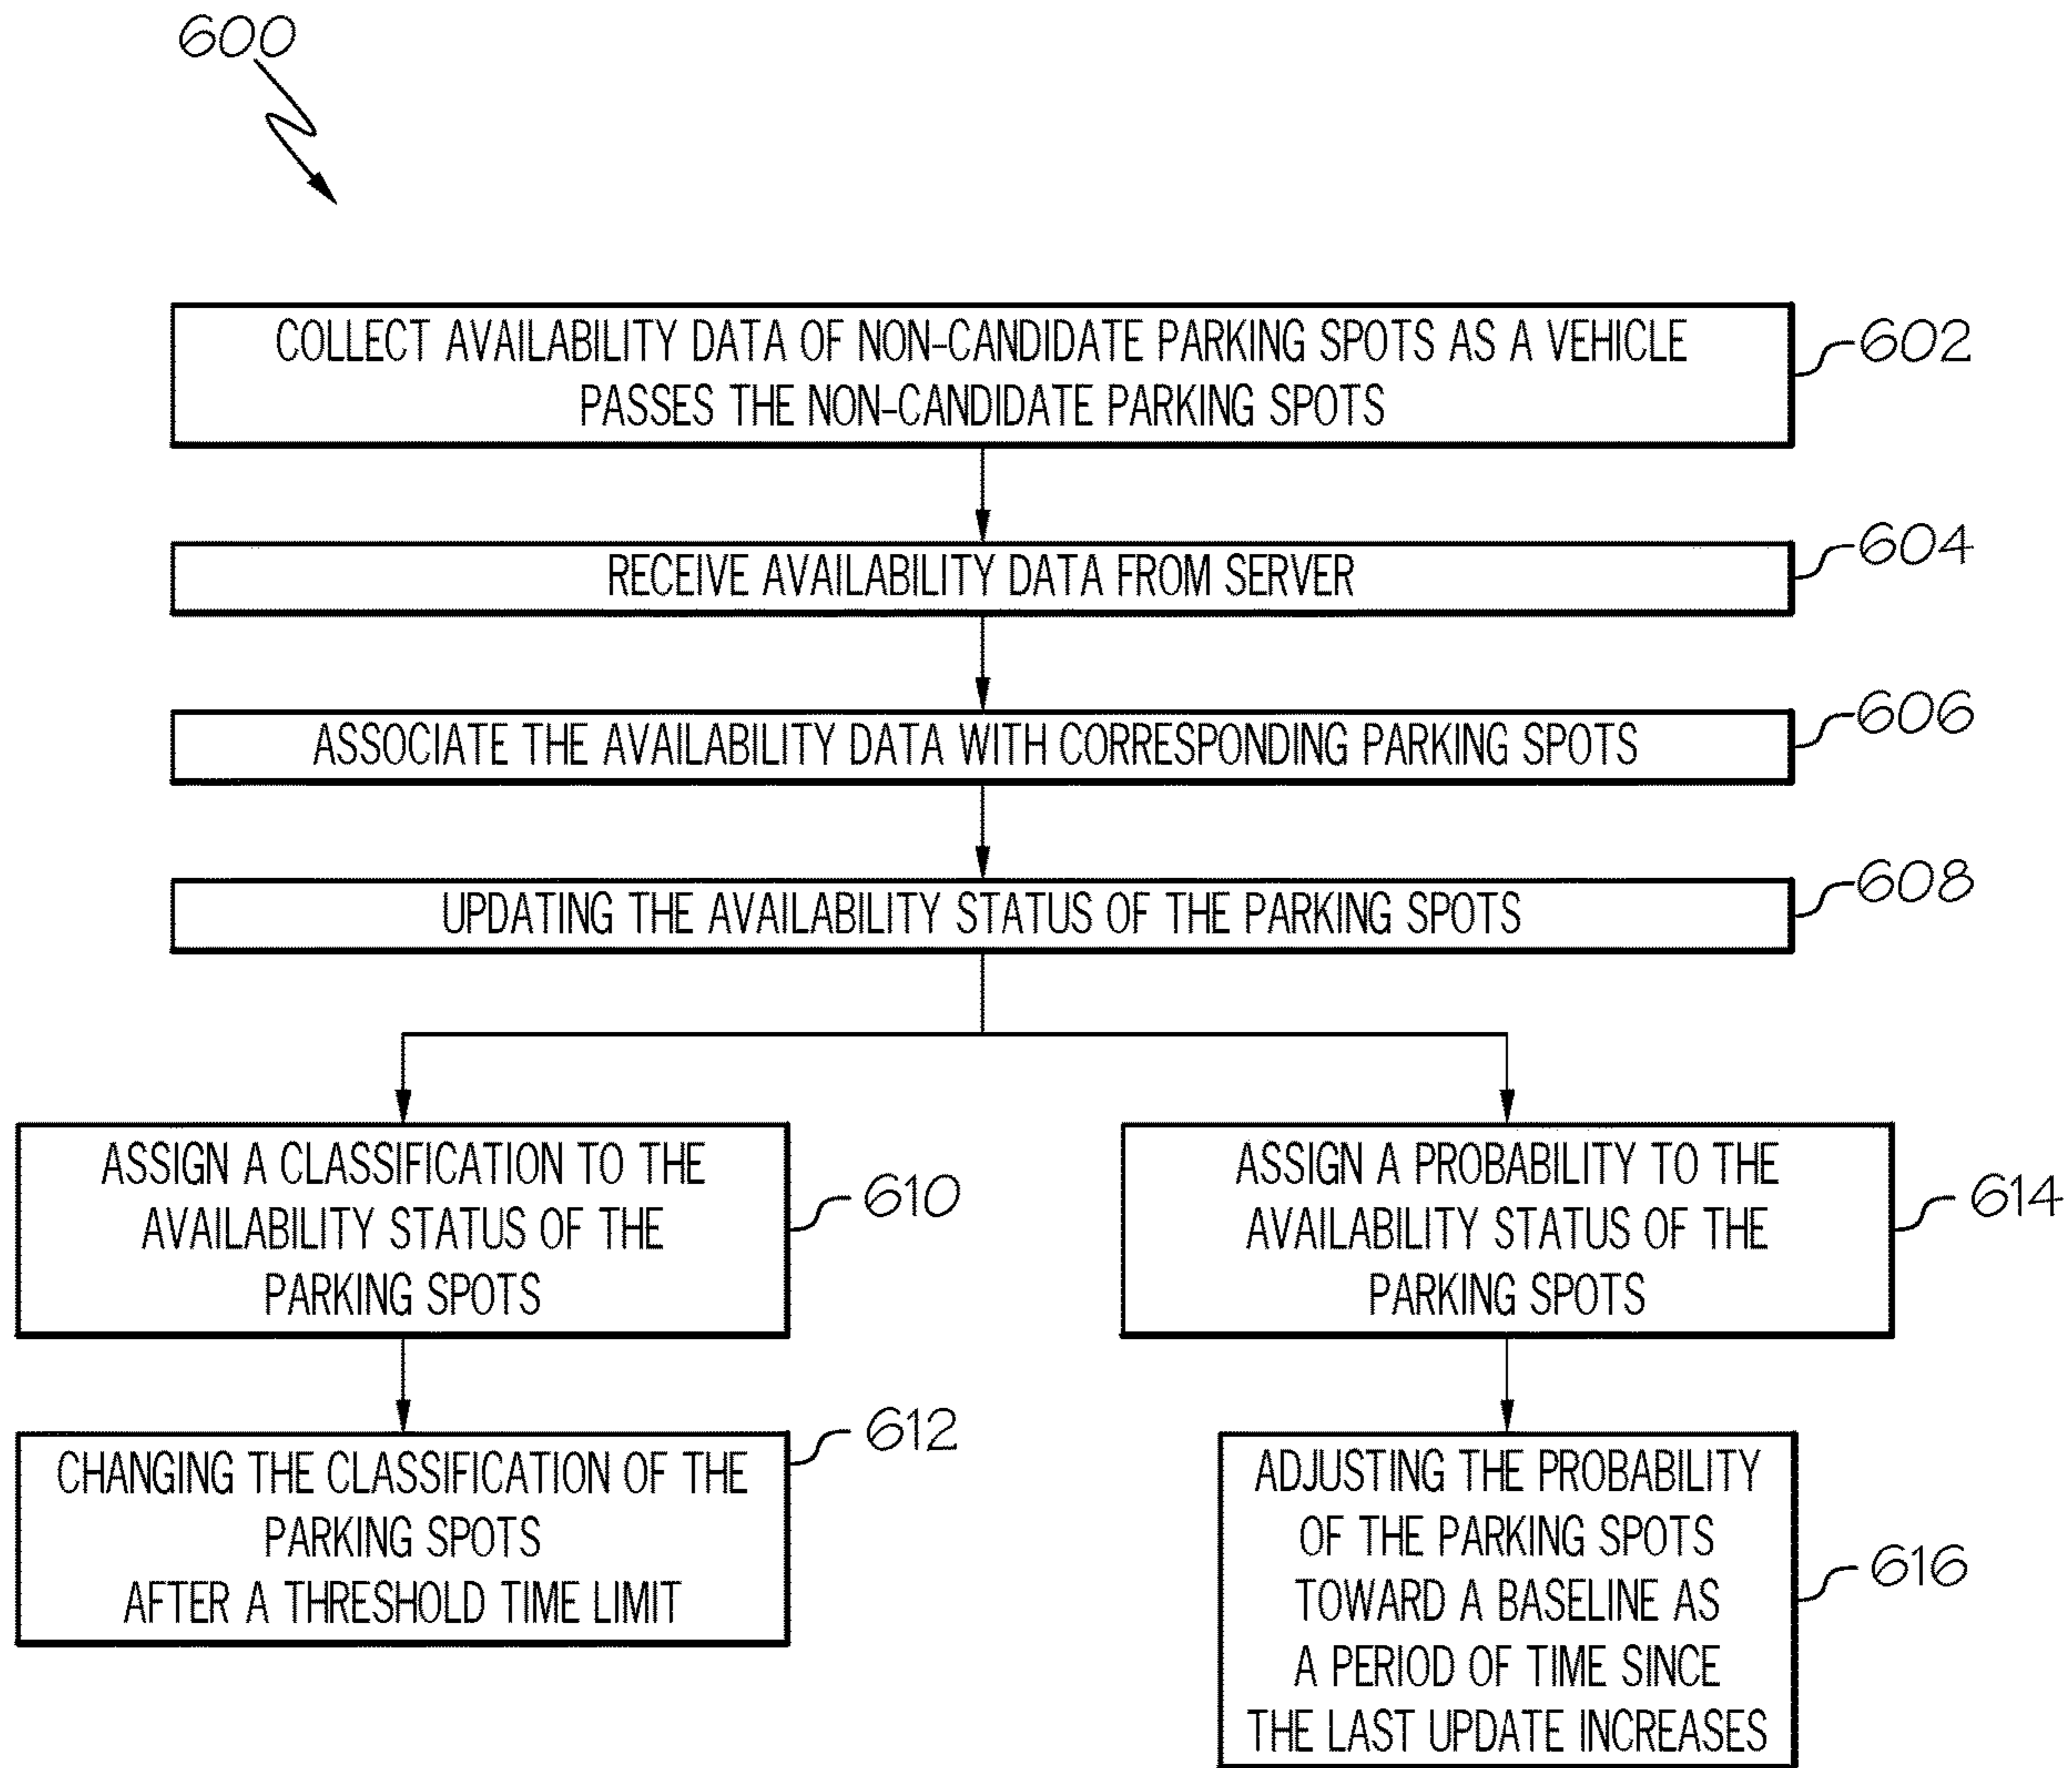 600
COLLECT AVAILABILITY DATA OF NON-CANDIDATE PARKING SPOTS AS A VEHICLE
PASSES THE NON-CANDIDATE PARKING SPOTS
602
RECEIVE AVAILABILITY DATA FROM SERVER
604
ASSOCIATE THE AVAILABILITY DATA WITH CORRESPONDING PARKING SPOTS
606
UPDATING THE AVAILABILITY STATUS OF THE PARKING SPOTS
608
ASSIGN A CLASSIFICATION TO THE
AVAILABILITY STATUS OF THE
PARKING SPOTS
610
ASSIGN A PROBABILITY TO THE
AVAILABILITY STATUS OF THE
PARKING SPOTS
614
CHANGING THE CLASSIFICATION OF THE
PARKING SPOTS
AFTER A THRESHOLD TIME LIMIT
612
ADJUSTING THE PROBABILITY
OF THE PARKING SPOTS
TOWARD A BASELINE AS
A PERIOD OF TIME SINCE
THE LAST UPDATE INCREASES
616